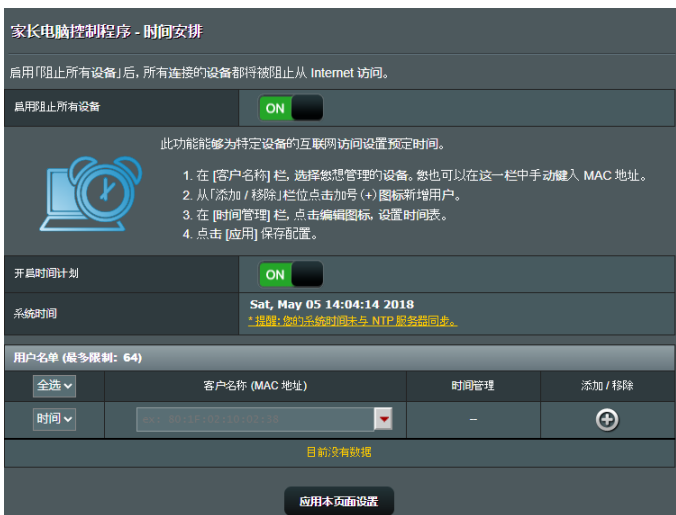 家长电脑控制程序 - 时间安排
启用「阻止所有设备」后，所有连接的设备都将被阻止从 Internet 访问。
启用阻止所有设备
ON
此功能能够为特定设备的互联网访问设置预定时间。
1. 在 [客户名称] 栏, 选择您想管理的设备。您也可以在这一栏中手动键入 MAC 地址。
2. 从「添加 / 移除」栏位点击加号 (+) 图标新增用户。
3. 在 [时间管理] 栏, 点击编辑图标, 设置时间表。
4. 点击 [应用] 保存配置。
开启时间计划
ON
系统时间
Sat, May 05 14:04:14 2018
* 提醒: 您的系统时间未与 NTP 服务器同步。
用户名单 (最多限制: 64)
全选 客户名称 (MAC 地址) 时间管理 添加 / 移除
时间 ex: 8D:1F:02:10:02:38 –
目前没有数据
应用本页面设置